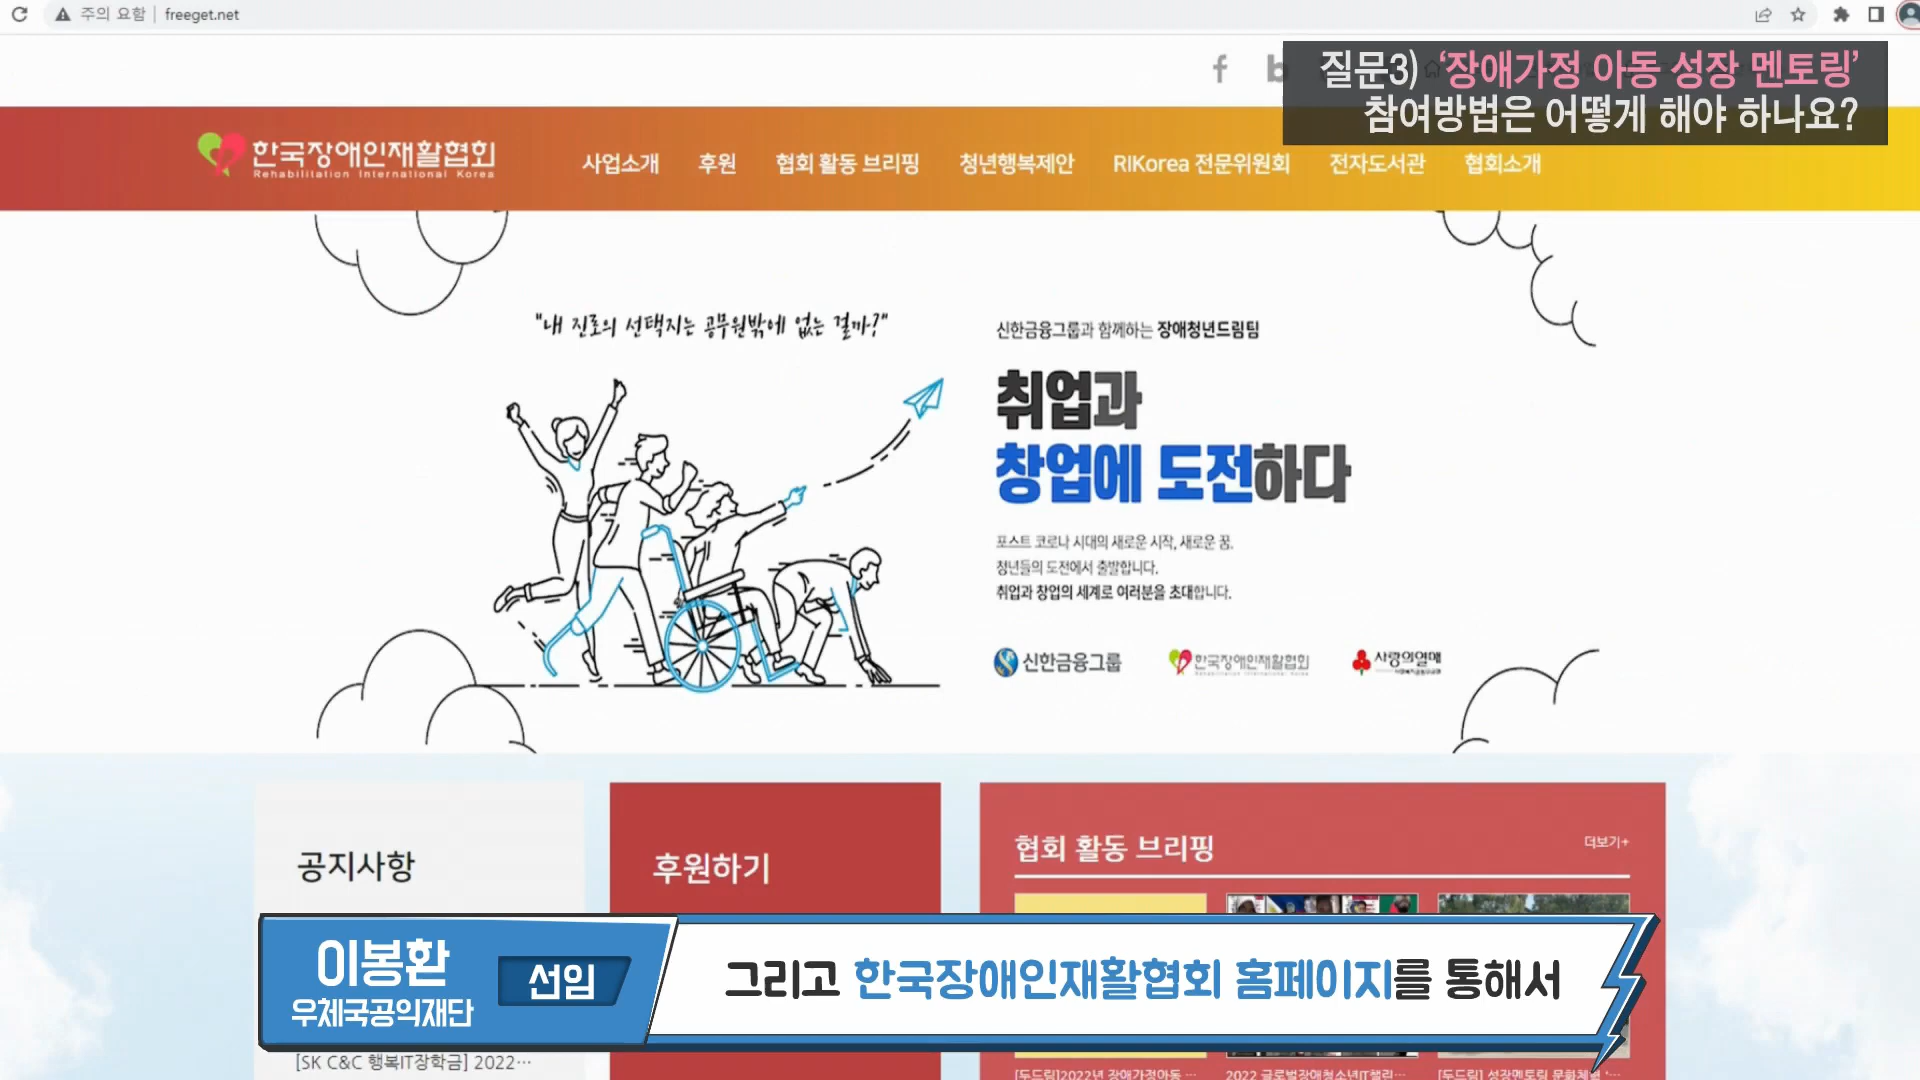 주의 요함 | freeget.net
질문3) ‘장애가정 아동 성장 멘토링’
참여방법은 어떻게 해야 하나요?
한국장애인재활협회
Rehabilitation International Korea
사업소개 후원 협회 활동 브리핑 청년행복제안 RIKorea 전문위원회 전자도서관 협회소개
"내 진로의 선택지는 공무원밖에 없는 걸까?"
신한금융그룹과 함께하는 장애청년드림팀
취업과
창업에 도전하다
포스트 코로나 시대의 새로운 시작, 새로운 꿈.
청년들의 도전에서 출발합니다.
취업과 창업의 세계로 여러분을 초대합니다.
신한금융그룹 한국장애인재활협회 사랑의열매
Rehabilitation International Korea
공지사항
후원하기
협회 활동 브리핑
더보기+
이봉환
우체국공익재단
선임
그리고 한국장애인재활협회 홈페이지를 통해서
[SK C&C 행복IT장학금] 2022…
[두드림]2022년 장애가정아동 …
2022 글로벌장애청소년IT챌린…
[두드림] 성장멘토링 문화체험 '…